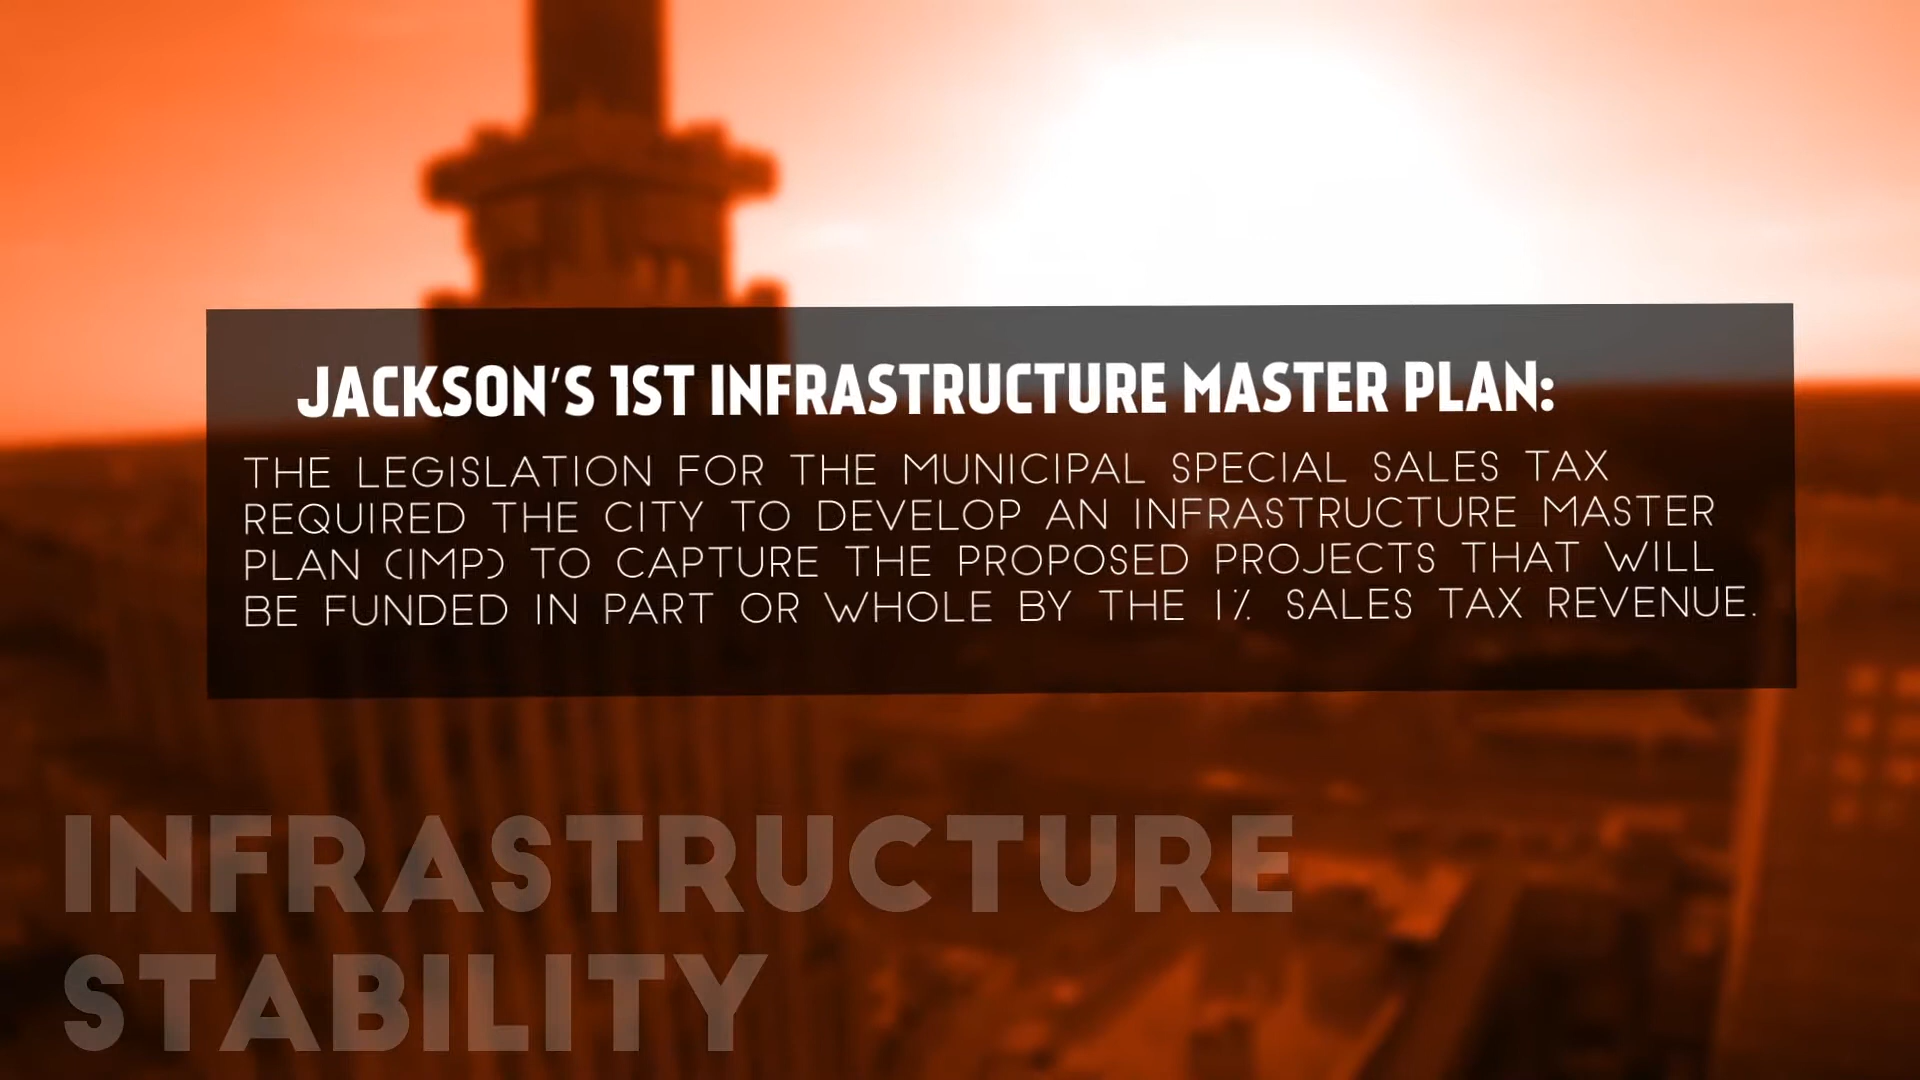 JACKSON'S 1ST INFRASTRUCTURE MASTER PLAN:
THE LEGISLATION FOR THE MUNICIPAL SPECIAL SALES TAX
REQUIRED THE CITY TO DEVELOP AN INFRASTRUCTURE MASTER
PLAN (IMP) TO CAPTURE THE PROPOSED PROJECTS THAT WILL
BE FUNDED IN PART OR WHOLE BY THE 1% SALES TAX REVENUE.
INFRASTRUCTURE
STABILITY